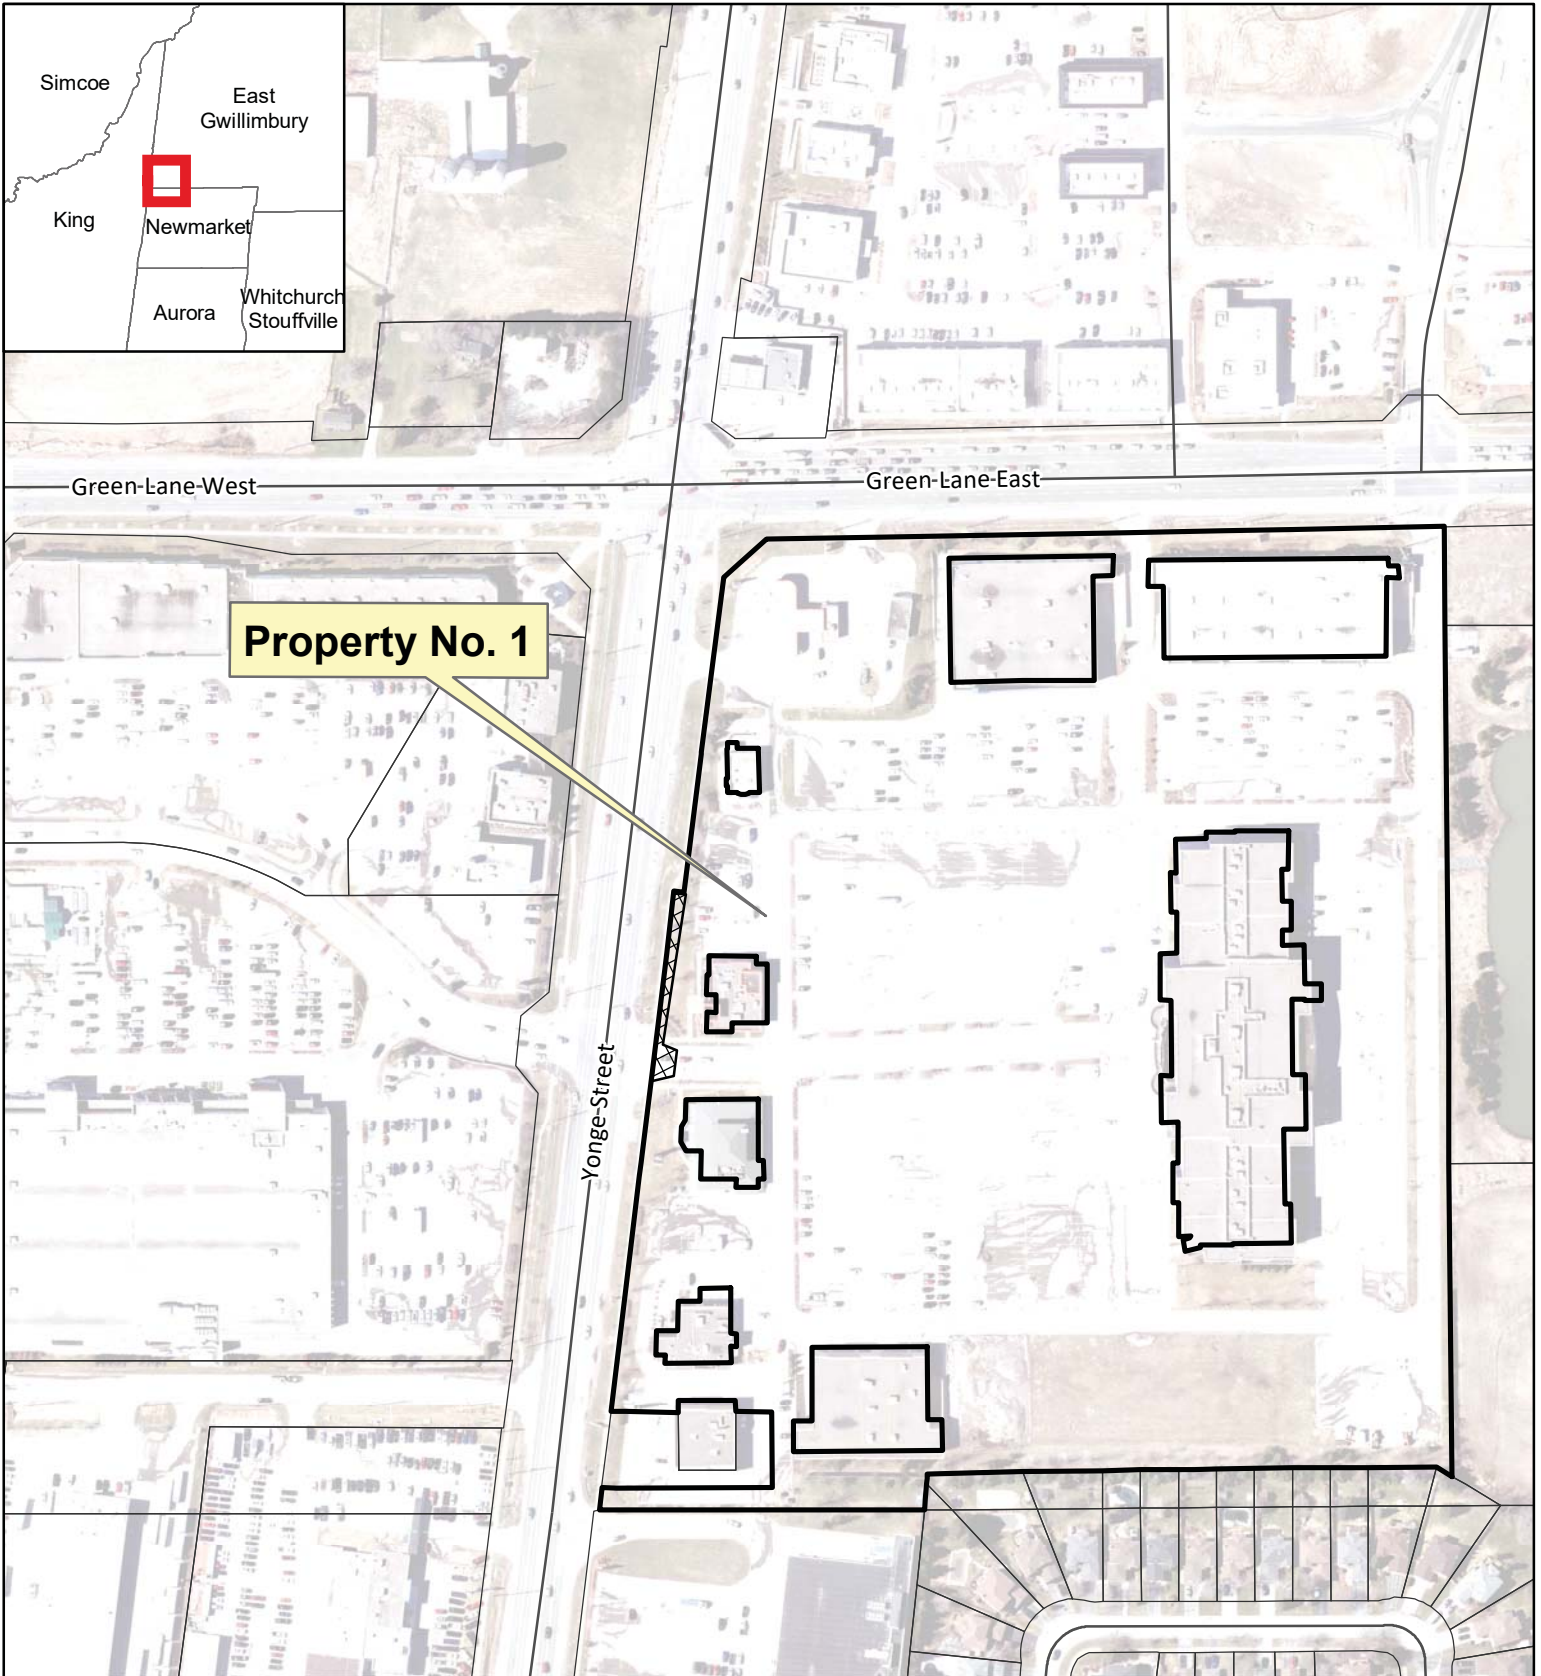 Simcoe
East
Gwillimbury
King
Newmarket
Aurora
Whitchurch
Stouffville
Green Lane West
Green Lane East
Property No. 1
Yonge Street